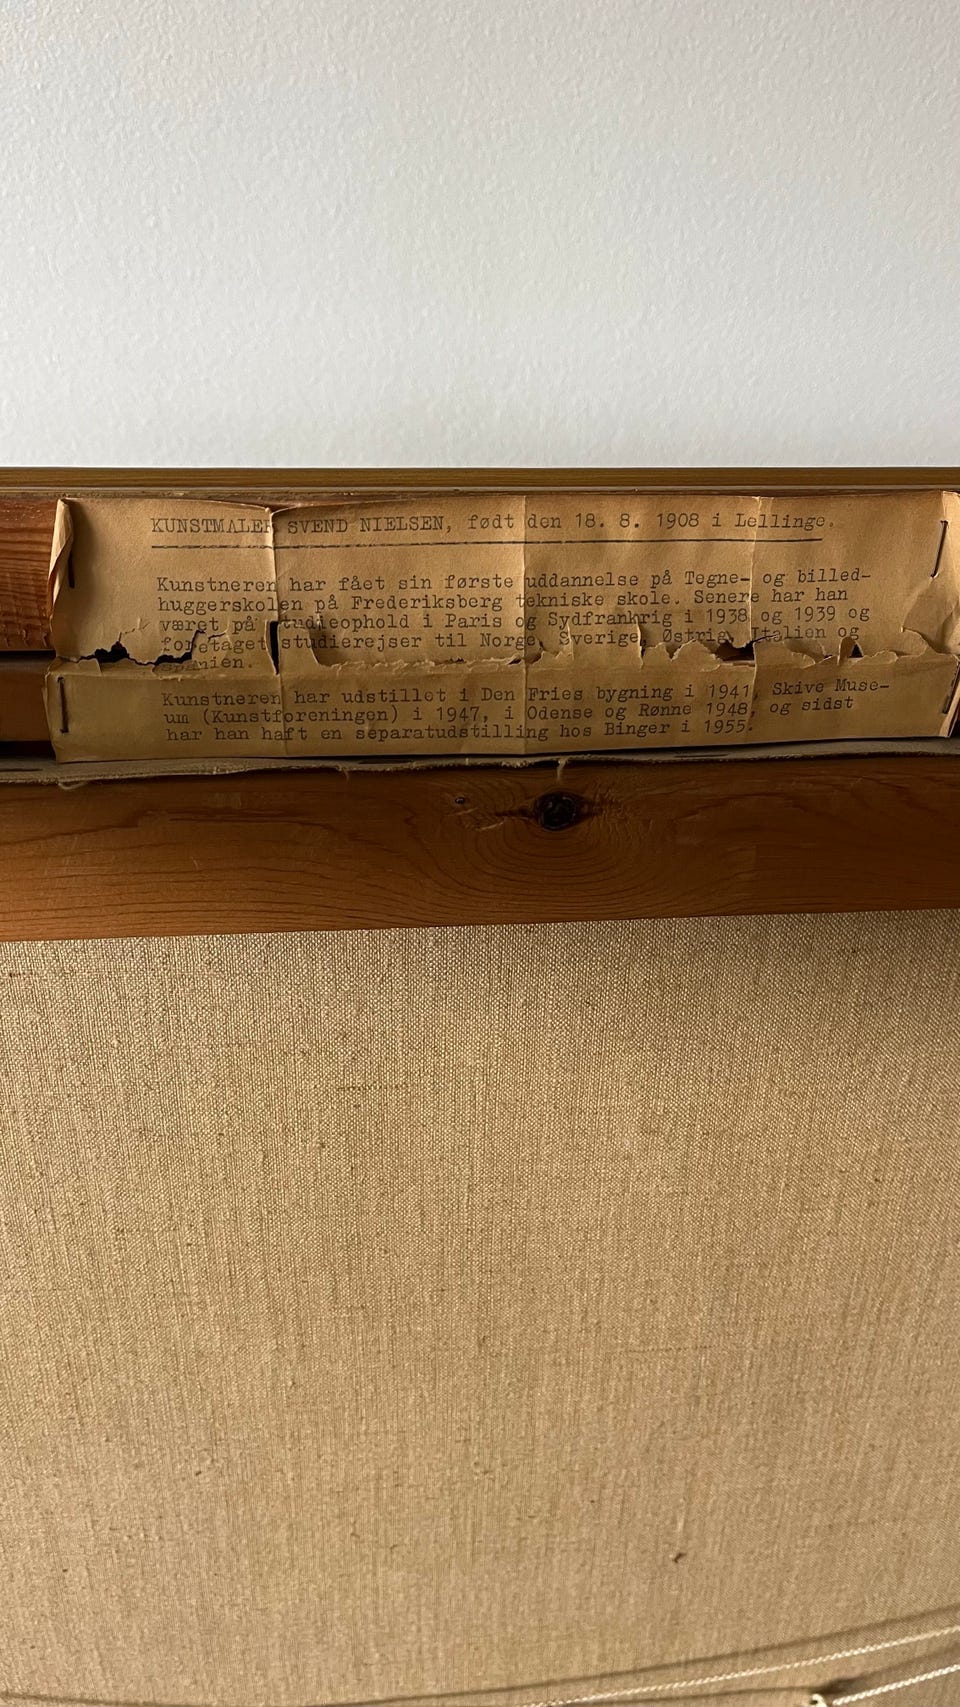 KUNSTMALER SVEND NIELSEN, født den 18. 8. 1908 i Lellinge.
Kunstneren har fået sin første uddannelse på Tegne- og billed-
huggerskolen på Frederiksberg tekniske skole. Senere har han
været på studieophold i Paris og Sydfrankrig i 1938 og 1939 og
foretaget studierejser til Norge, Sverige, Østrig, Italien og
Spanien.
Kunstneren har udstillet i Den Fries bygning i 1941, Skive Muse-
um (Kunstforeningen) i 1947, i Odense og Rønne 1948, og sidst
har han haft en separatudstilling hos Binger i 1955.